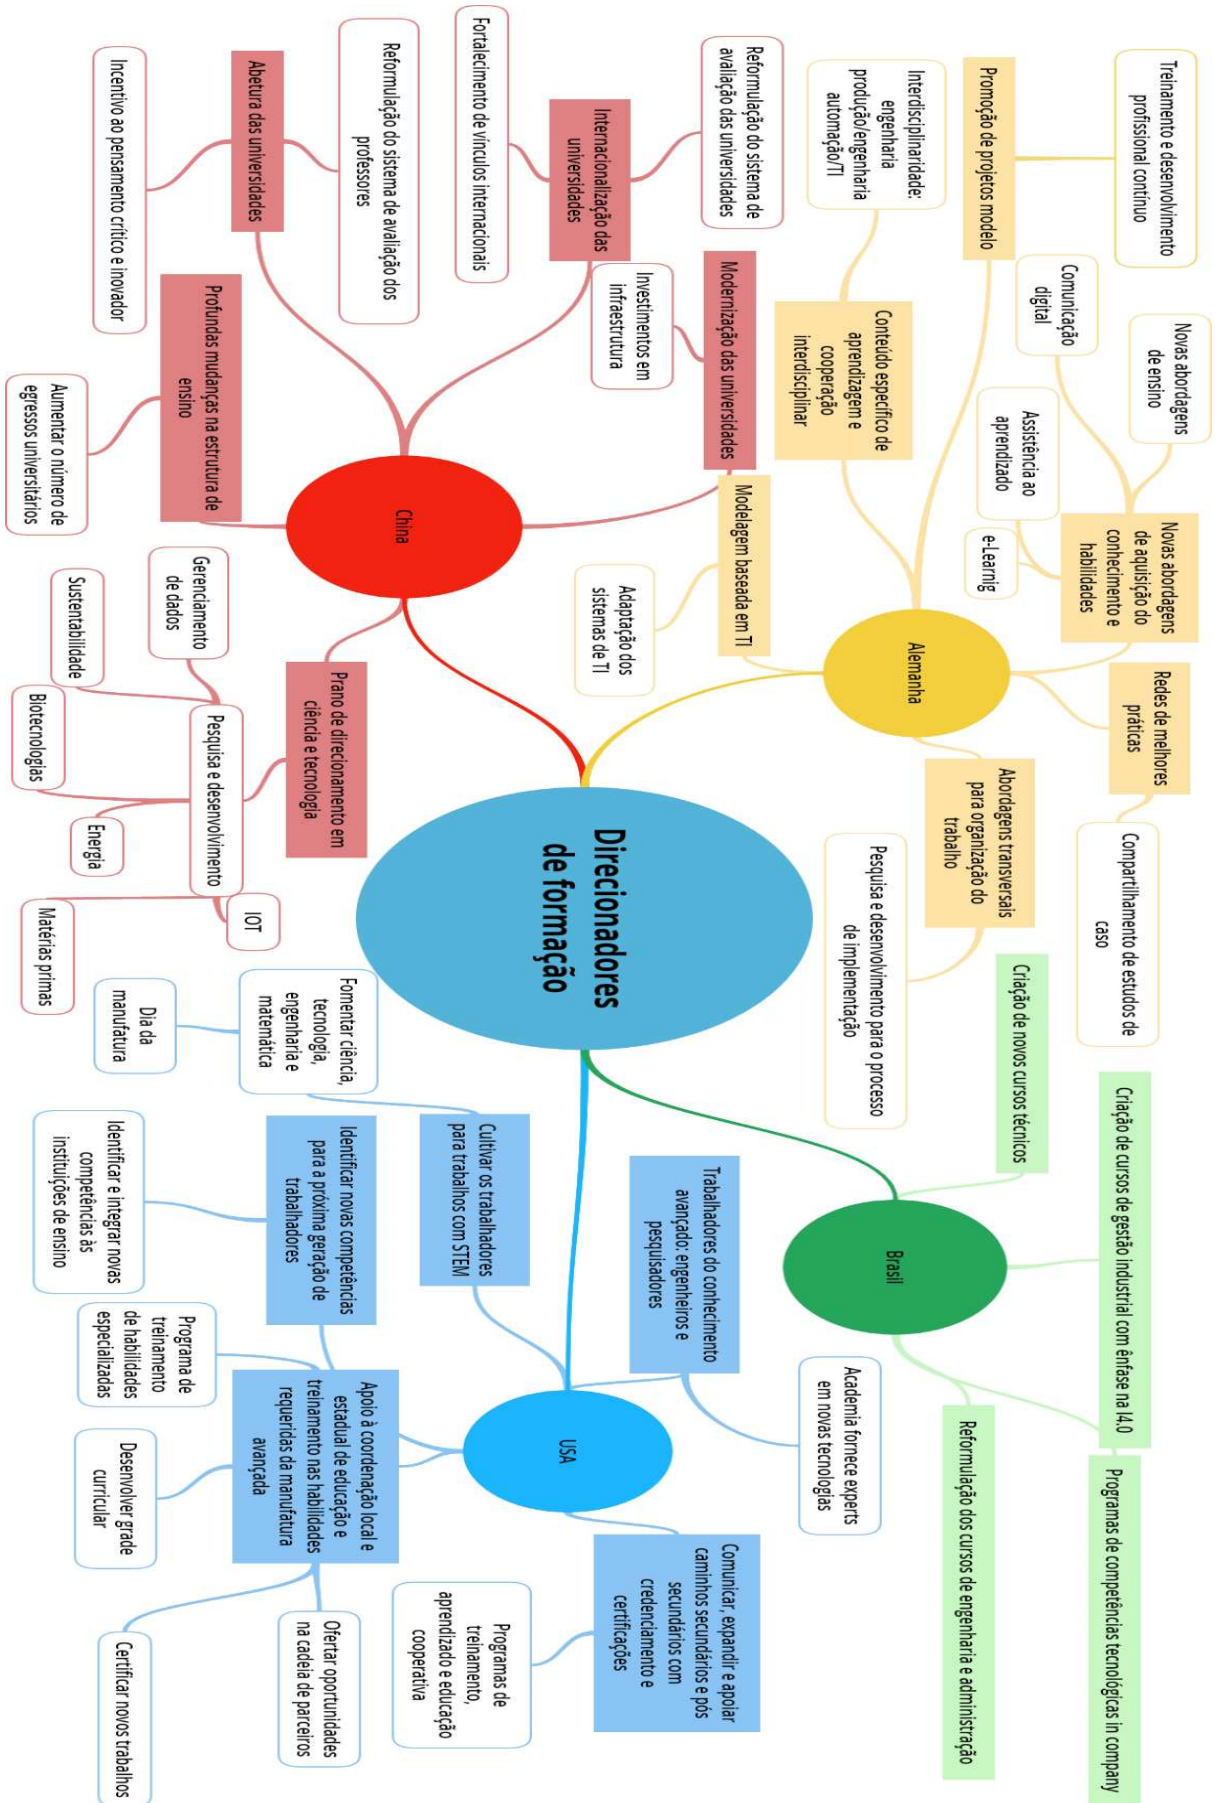 Direcionadores
de formação
China
Abetura das universidades
Incentivo ao pensamento crítico e inovador
Reformulação do sistema de avaliação dos
professores
Internacionalização das
universidades
Fortalecimento de vínculos internacionais
Reformulação do sistema de
avaliação das universidades
Modernização das universidades
Investimentos em
infraestrutura
Profundas mudanças na estrutura de
ensino
Aumentar o número de
egressos universitários
Prano de direcionamento em
ciência e tecnologia
Pesquisa e desenvolvimento
Gerenciamento
de dados
Sustentabilidade
Biotecnologias
Energia
Matérias primas
IOT
Alemanha
Promoção de projetos modelo
Treinamento e desenvolvimento
profissional contínuo
Conteúdo específico de
aprendizagem e
cooperação
interdisciplinar
Interdisciplinaridade:
engenharia
produção/engenharia
automação/TI
Novas abordagens
de aquisição do
conhecimento e
habilidades
Novas abordagens
de ensino
Comunicação
digital
Assistência ao
aprendizado
e-Learnig
Modelagem baseada em TI
Adaptação dos
sistemas de TI
Redes de melhores
práticas
Compartilhamento de estudos de
caso
Abordagens transversais
para organização do
trabalho
Pesquisa e desenvolvimento para o processo
de implementação
Brasil
Criação de novos cursos técnicos
Criação de cursos de gestão industrial com ênfase na I4.0
Programas de competências tecnológicas in company
Reformulação dos cursos de engenharia e administração
USA
Trabalhadores do conhecimento
avançado: engenheiros e
pesquisadores
Academia fornece experts
em novas tecnologias
Cultivar os trabalhadores
para trabalhos com STEM
Fomentar ciência,
tecnologia,
engenharia e
matemática
Dia da
manufatura
Identificar novas competências
para a próxima geração de
trabalhadores
Identificar e integrar novas
competências às
instituições de ensino
Apoio à coordenação local e
estadual de educação e
treinamento nas habilidades
requeridas da manufatura
avançada
Programa de
treinamento
de habilidades
especializadas
Desenvolver grade
curricular
Certificar novos trabalhos
Ofertar oportunidades
na cadeia de parceiros
Comunicar, expandir e apoiar
caminhos secundários e pós
secundários com
credenciamento e
certificações
Programas de
treinamento,
aprendizado e educação
cooperativa